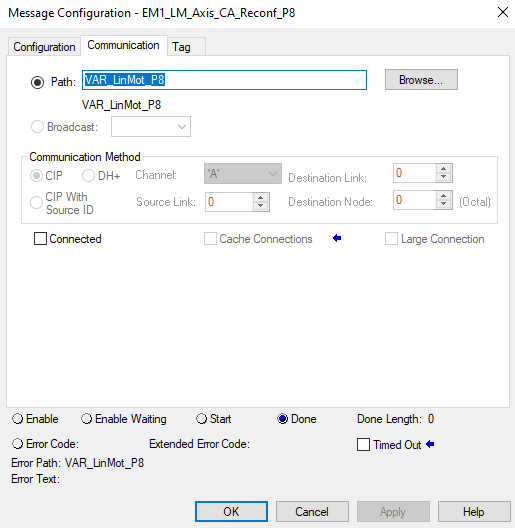 Message Configuration - EM1_LM_Axis_CA_Reconf_P8
Configuration Communication Tag
Path: VAR_LinMot_P8 Browse...
VAR_LinMot_P8
Broadcast:
Communication Method
CIP DH+ Channel: 'A' Destination Link: 0
CIP With Source ID Source Link: 0 Destination Node: 0 (Octal)
Connected Cache Connections Large Connection
Enable Enable Waiting Start Done Done Length: 0
Error Code: Extended Error Code: Timed Out
Error Path: VAR_LinMot_P8
Error Text:
OK Cancel Apply Help